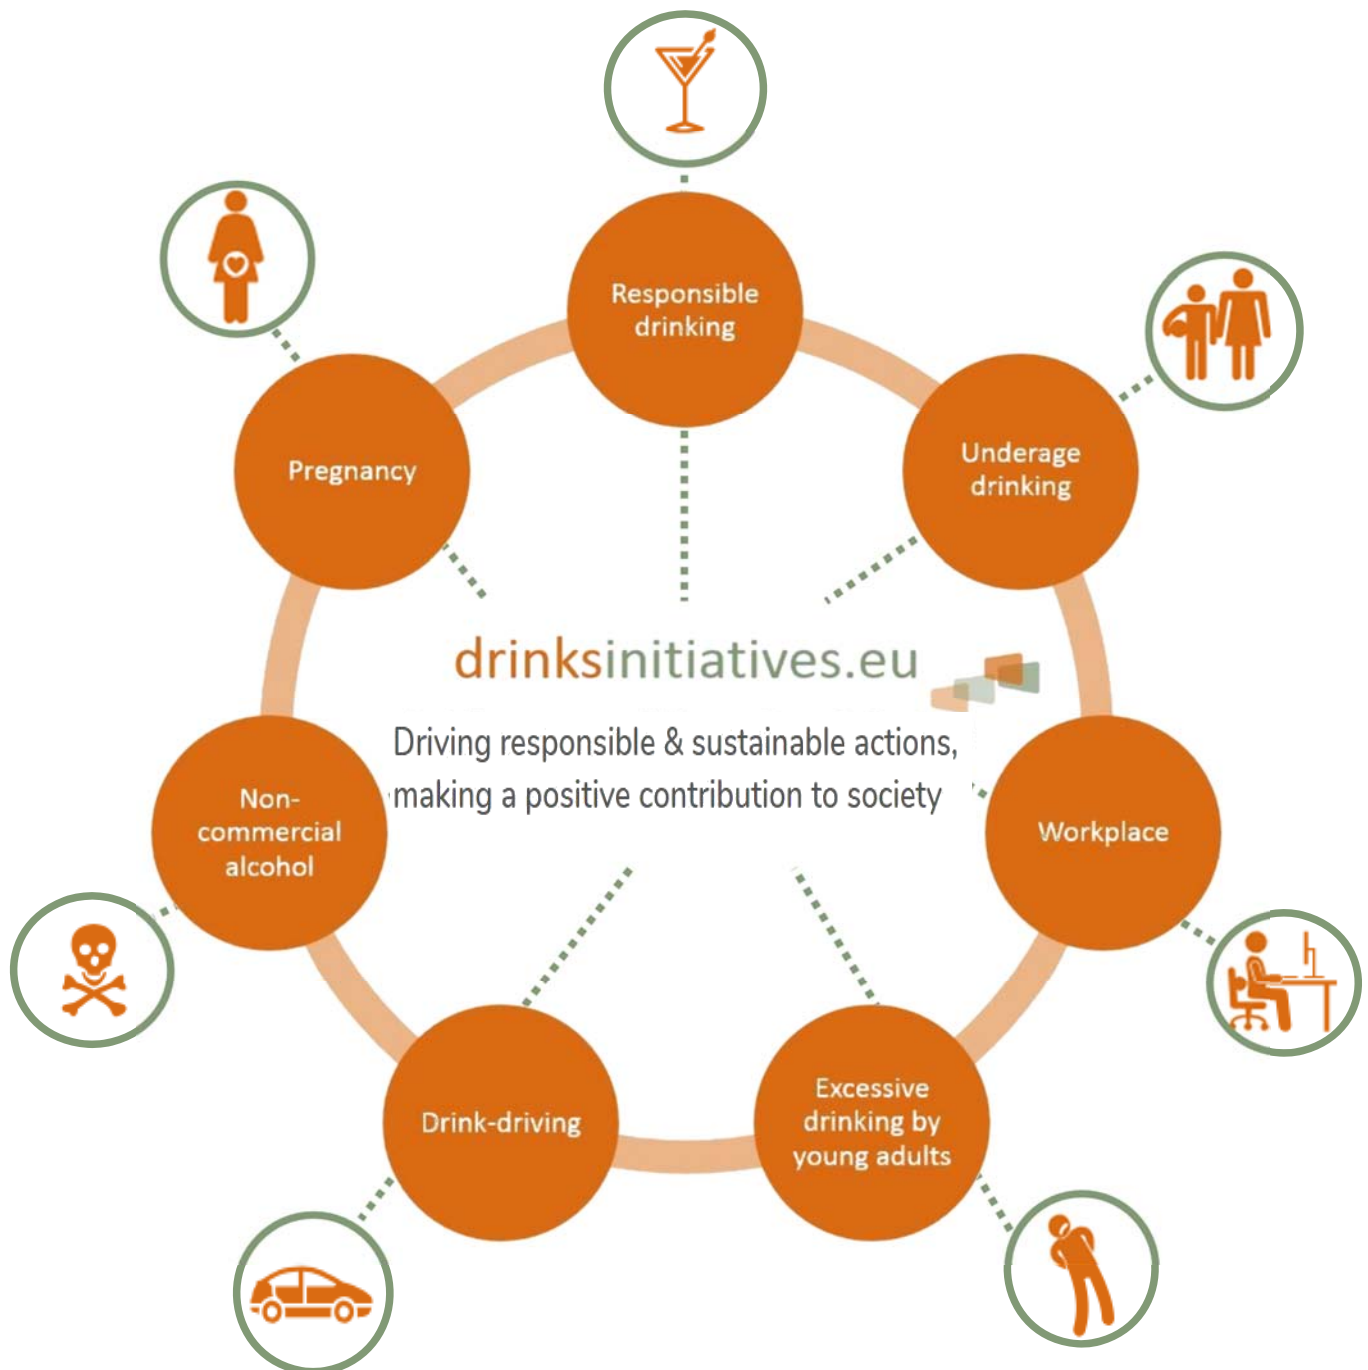 Responsible
drinking
Underage
drinking
Pregnancy
drinksinitiatives.eu
Driving responsible & sustainable actions,
making a positive contribution to society
Non-
commercial
alcohol
Workplace
Drink-driving
Excessive
drinking by
young adults